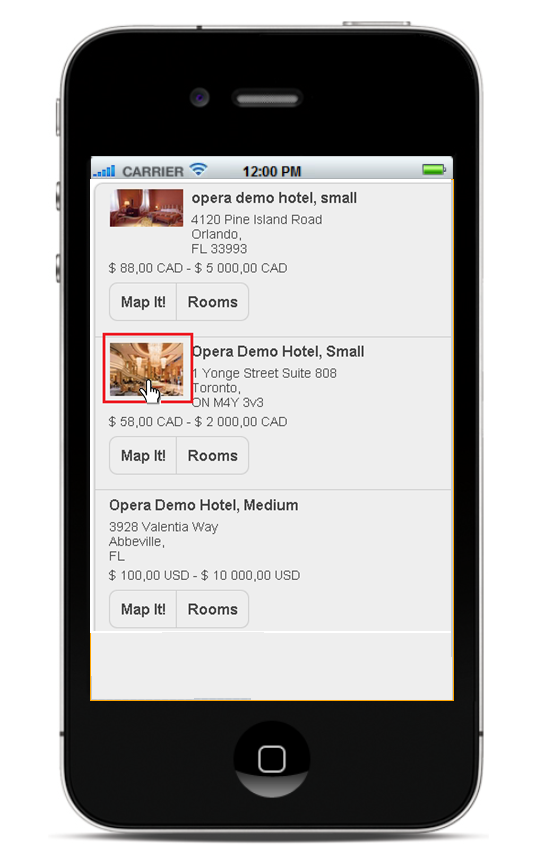 CARRIER 12:00 PM
opera demo hotel, small
4120 Pine Island Road
Orlando,
FL 33993
$ 88,00 CAD - $ 5 000,00 CAD
Map It! Rooms
Opera Demo Hotel, Small
1 Yonge Street Suite 808
Toronto,
ON M4Y 3v3
$ 58,00 CAD - $ 2 000,00 CAD
Map It! Rooms
Opera Demo Hotel, Medium
3928 Valentia Way
Abbeville,
FL
$ 100,00 USD - $ 10 000,00 USD
Map It! Rooms